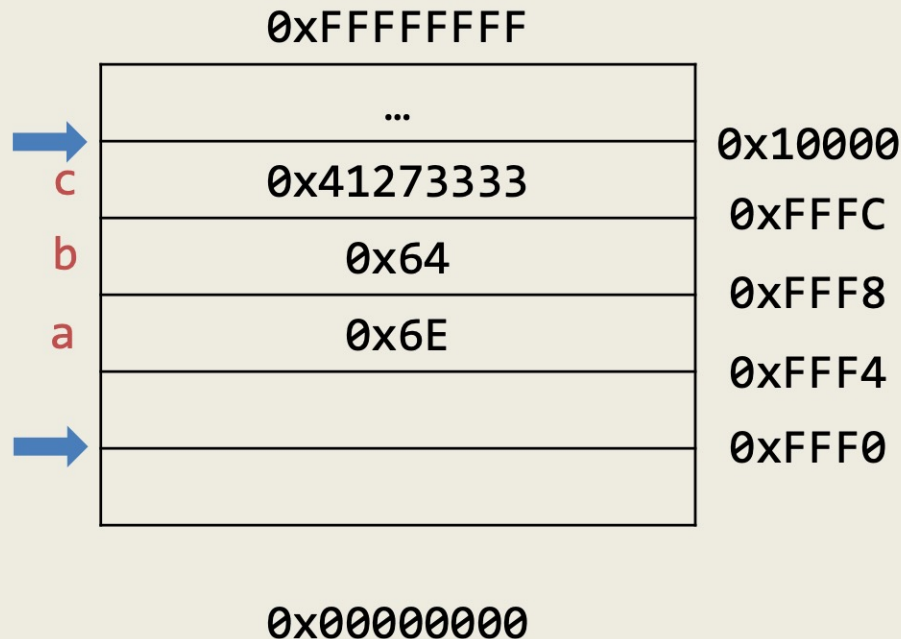 0xFFFFFFFF
…
0x10000
c 0x41273333
0xFFFC
b 0x64
0xFFF8
a 0x6E
0xFFF4
0xFFF0
0x00000000